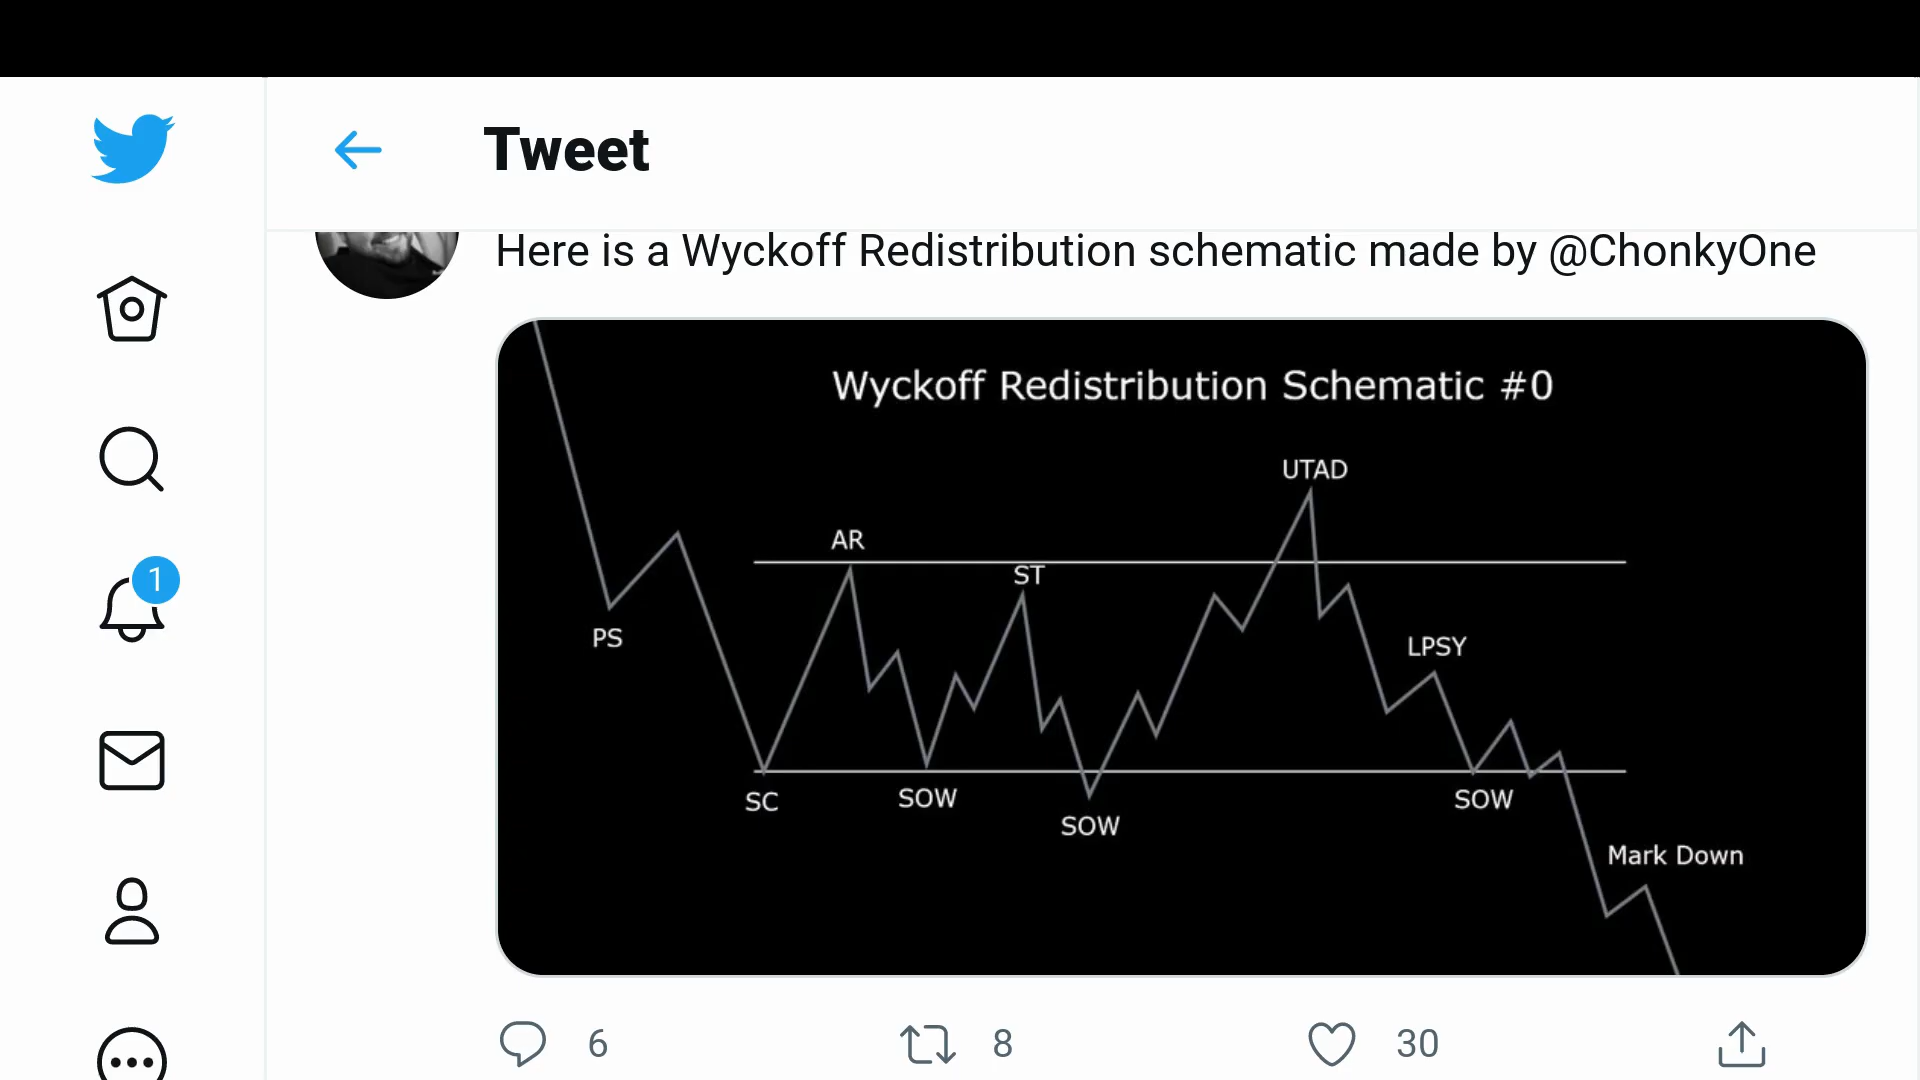 Tweet
Here is a Wyckoff Redistribution schematic made by @ChonkyOne
Wyckoff Redistribution Schematic #0
UTAD
AR
ST
1
PS
LPSY
SC
SOW
SOW
SOW
Mark Down
6
8
30